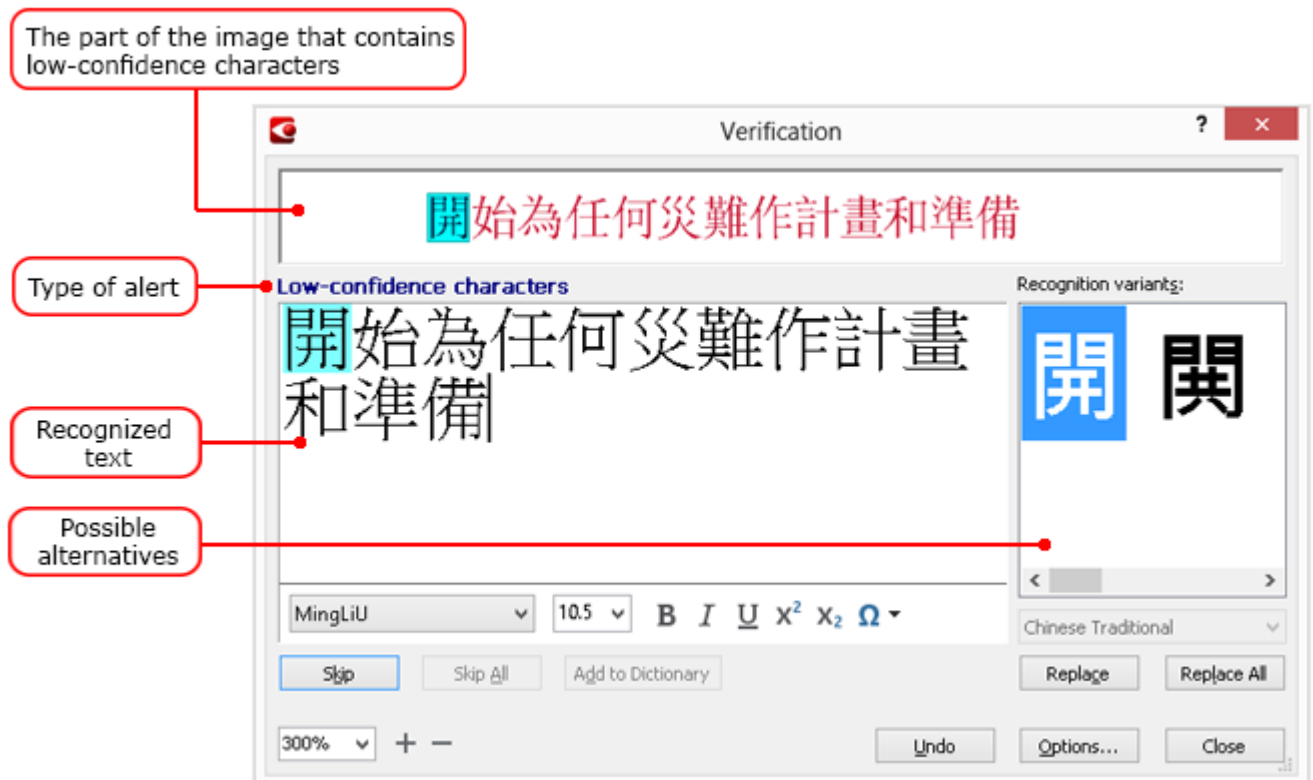 The part of the image that contains
low-confidence characters
Verification
?
開始為任何災難作計畫和準備
Type of alert
Low-confidence characters
Recognition variants:
開始為任何災難作計畫
和準備
開
Recognized
text
Possible
alternatives
MingLiU
10.5
B I U X² X₂ Ω
Chinese Traditional
Skip
Skip All
Add to Dictionary
Replace
Replace All
300%
+ −
Undo
Options...
Close